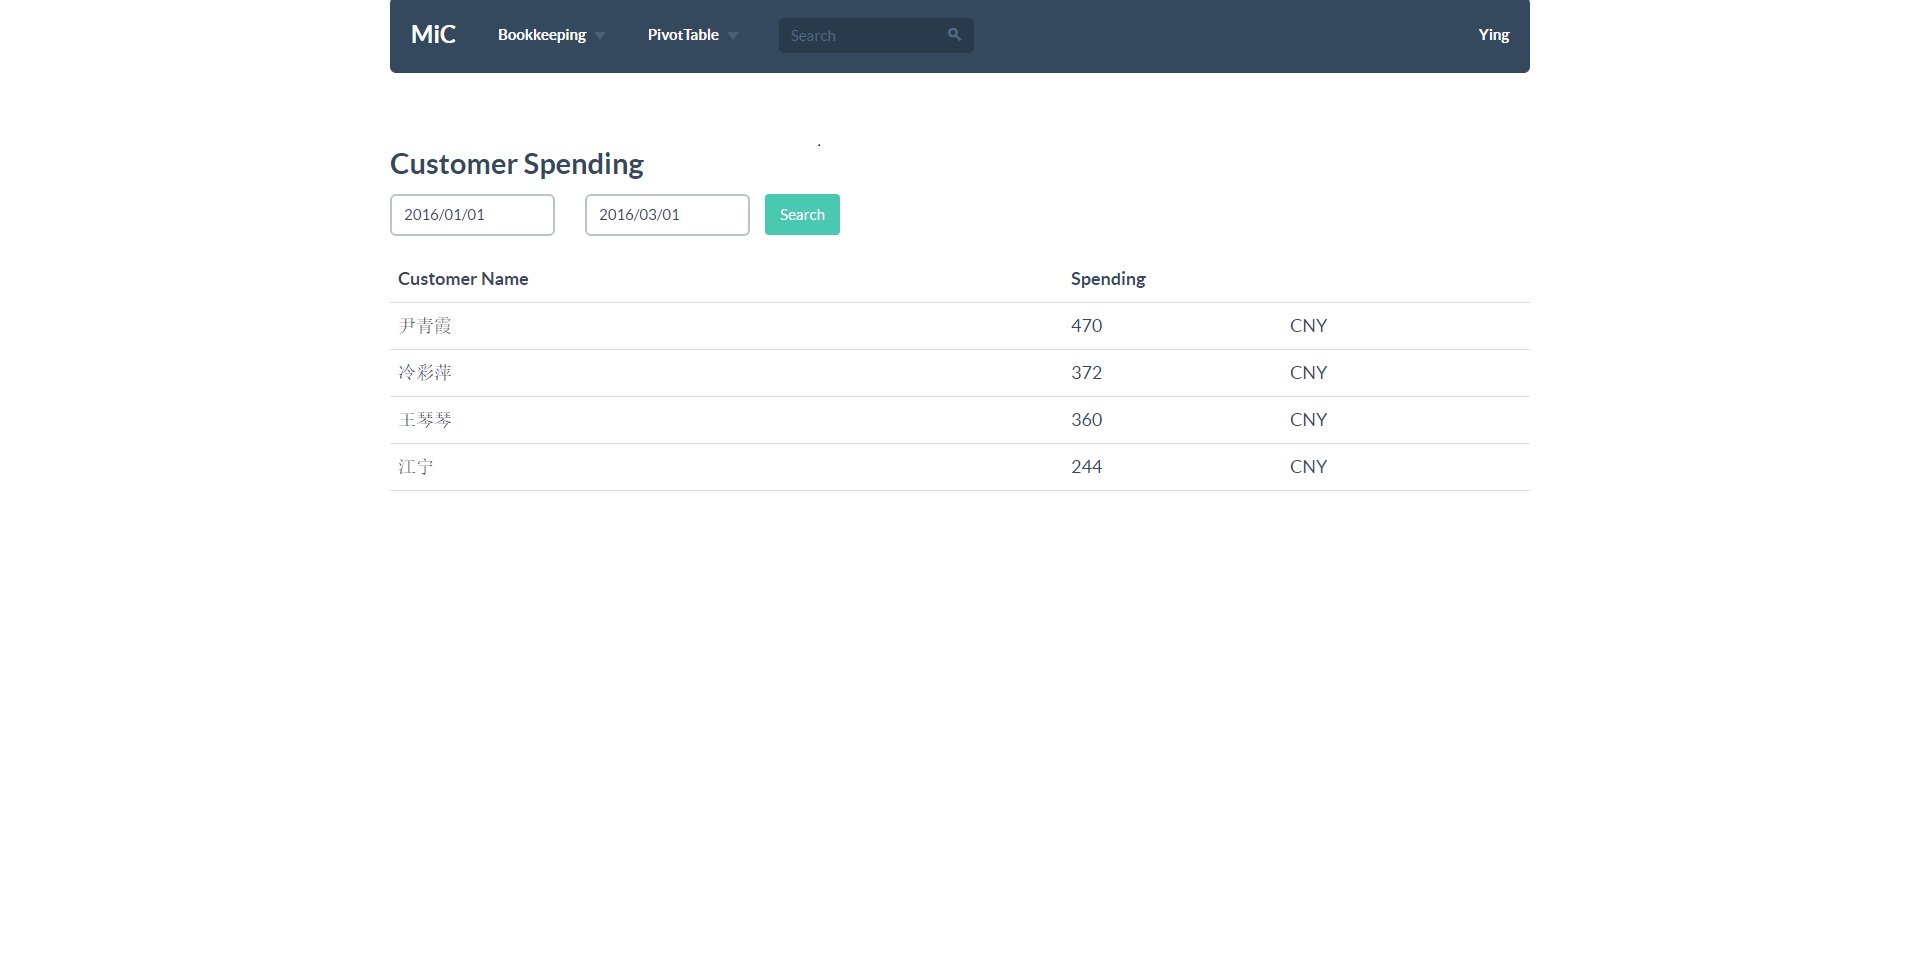 MiC Bookkeeping PivotTable Search Ying
Customer Spending
2016/01/01 2016/03/01 Search
Customer Name Spending
尹青霞 470 CNY
冷彩萍 372 CNY
王琴琴 360 CNY
江宁 244 CNY